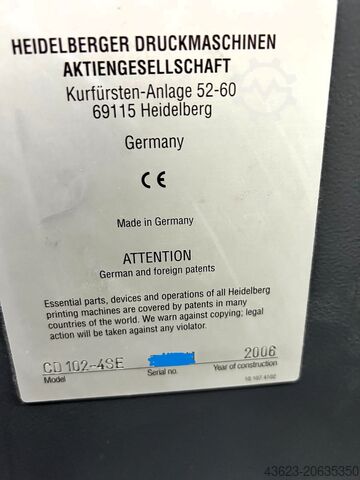 HEIDELBERGER DRUCKMASCHINEN
AKTIENGESELLSCHAFT
Kurfürsten-Anlage 52-60
69115 Heidelberg
Germany
CE
Made in Germany
ATTENTION
German and foreign patents
Essential parts, devices and operations of all Heidelberg
printing machines are covered by patents in many
countries of the world. We warn against copying; legal
action will be taken against any violator.
CD 102-4SE 2006
Model Serial no. Year of construction
43623-20635350